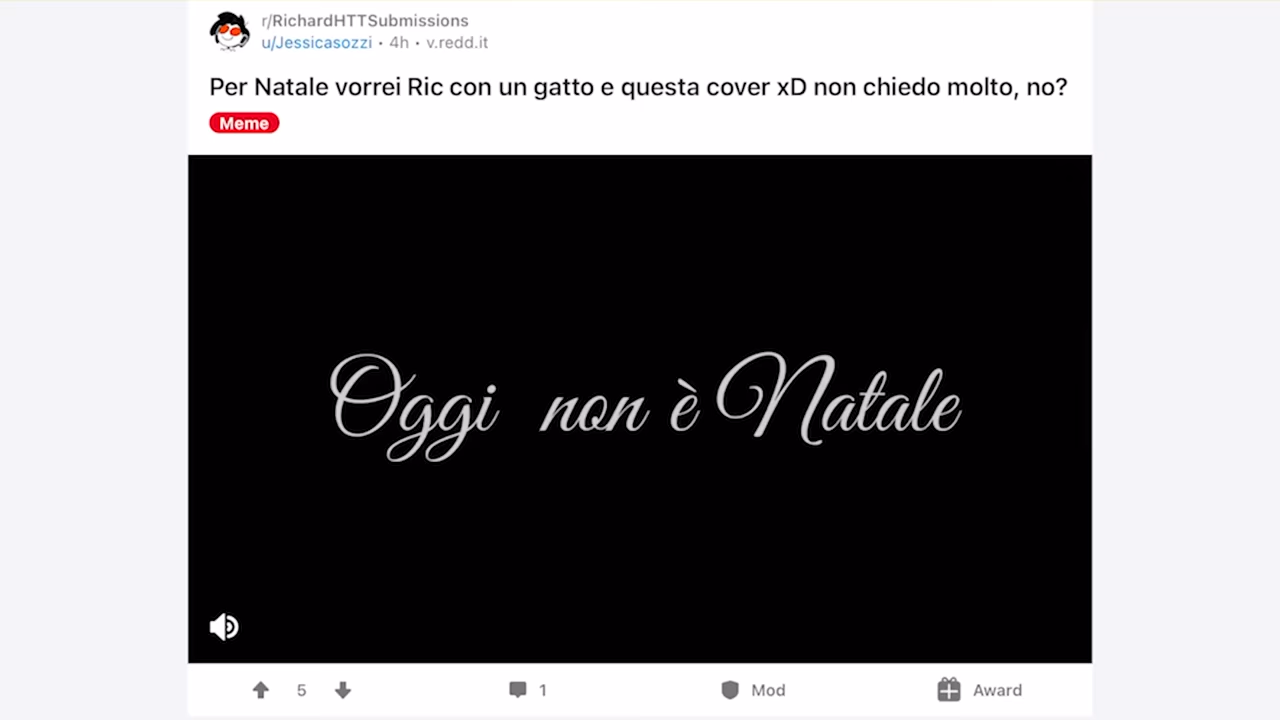 r/RichardHTTSubmissions
u/Jessicasozzi • 4h • v.redd.it
Per Natale vorrei Ric con un gatto e questa cover xD non chiedo molto, no?
Meme
Oggi non è Natale
5 1 Mod Award